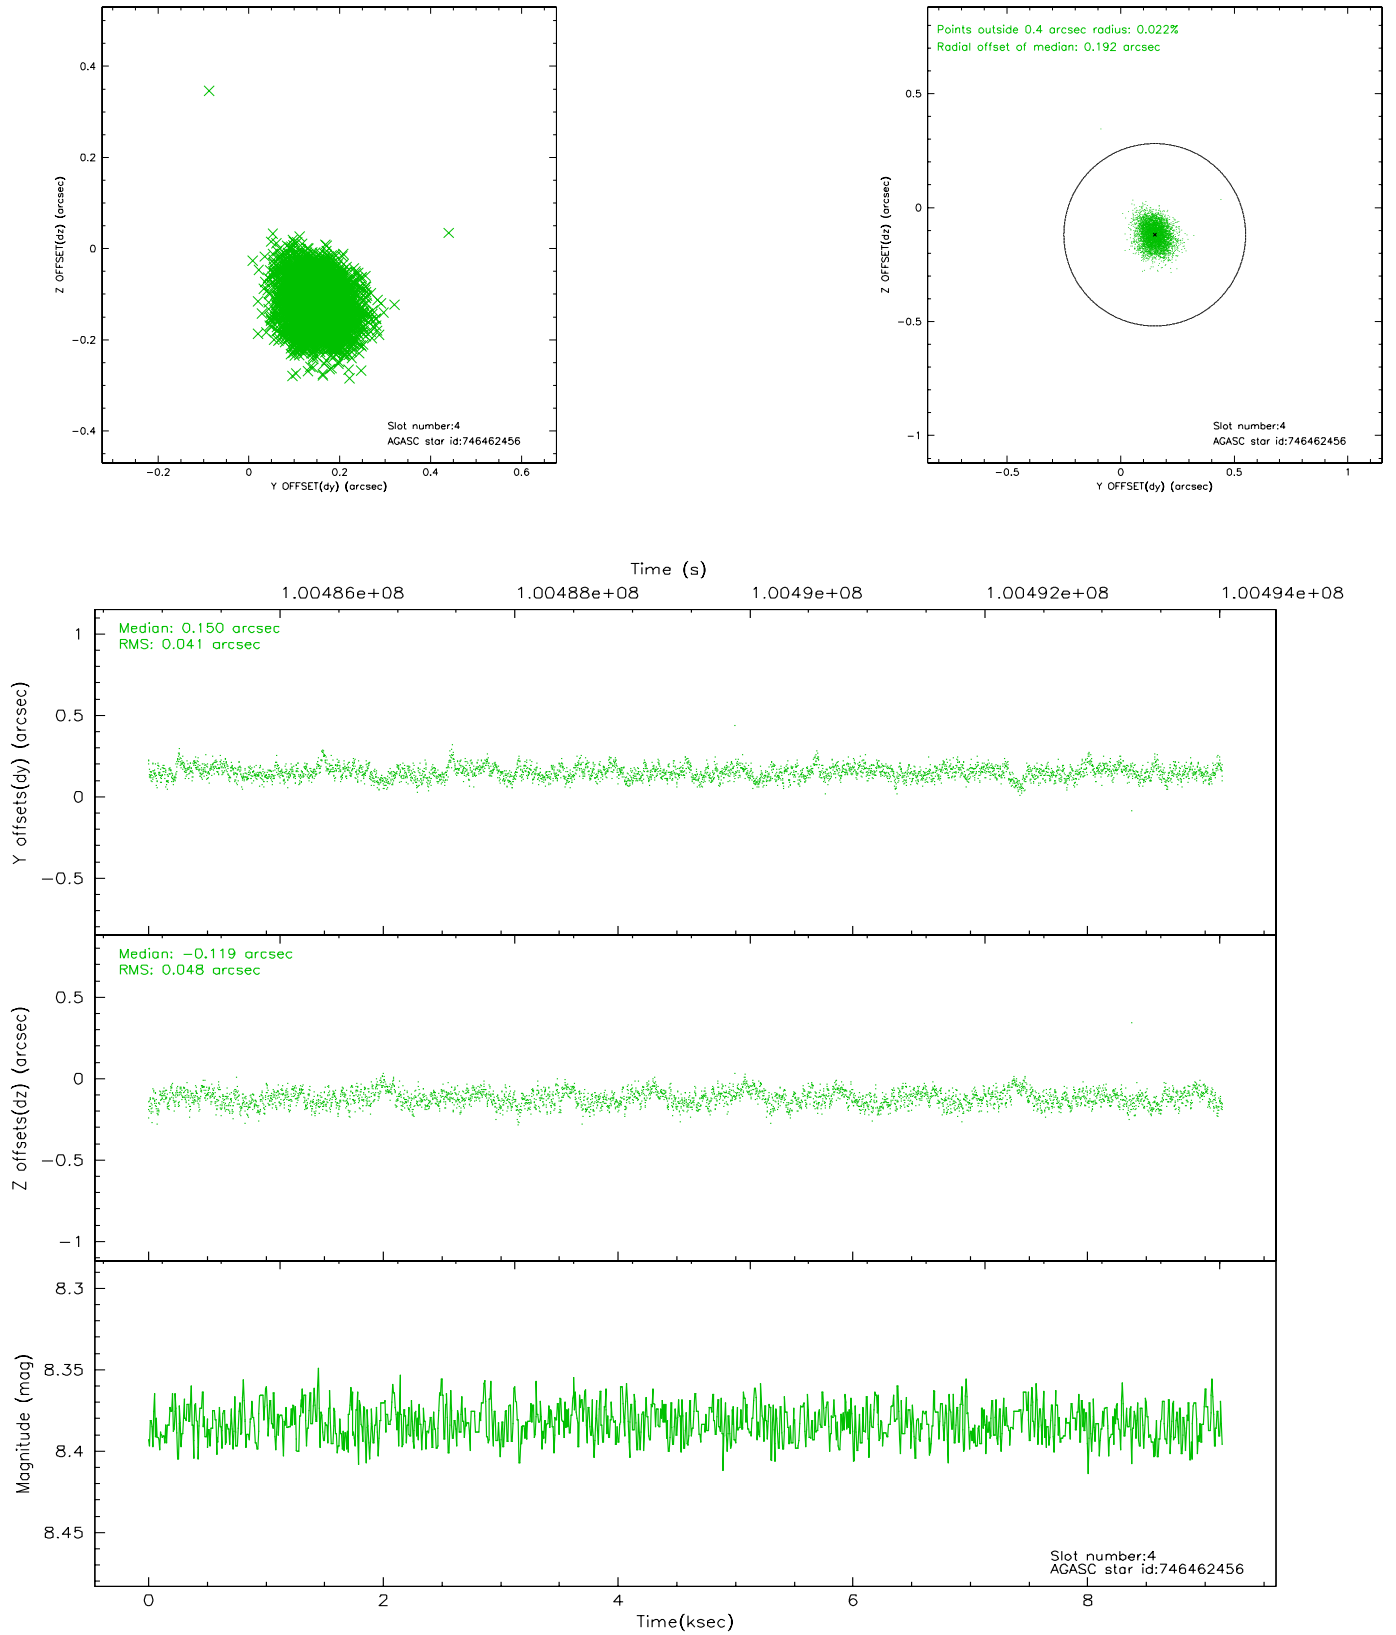 0.4
0.2
0
−0.2
−0.4
Z OFFSET(dz) (arcsec)
Slot number:4
AGASC star id:746462456
−0.2 0 0.2 0.4 0.6
Y OFFSET(dy) (arcsec)
Points outside 0.4 arcsec radius: 0.022%
Radial offset of median: 0.192 arcsec
0.5
0
−0.5
−1
Z OFFSET(dz) (arcsec)
Slot number:4
AGASC star id:746462456
−0.5 0 0.5 1
Y OFFSET(dy) (arcsec)
Time (s)
1.00486e+08 1.00488e+08 1.0049e+08 1.00492e+08 1.00494e+08
Median: 0.150 arcsec
RMS: 0.041 arcsec
1
0.5
0
−0.5
Y offsets(dy) (arcsec)
Median: −0.119 arcsec
RMS: 0.048 arcsec
0.5
0
−0.5
−1
Z offsets(dz) (arcsec)
8.3
8.35
8.4
8.45
Magnitude (mag)
Slot number:4
AGASC star id:746462456
0 2 4 6 8
Time(ksec)